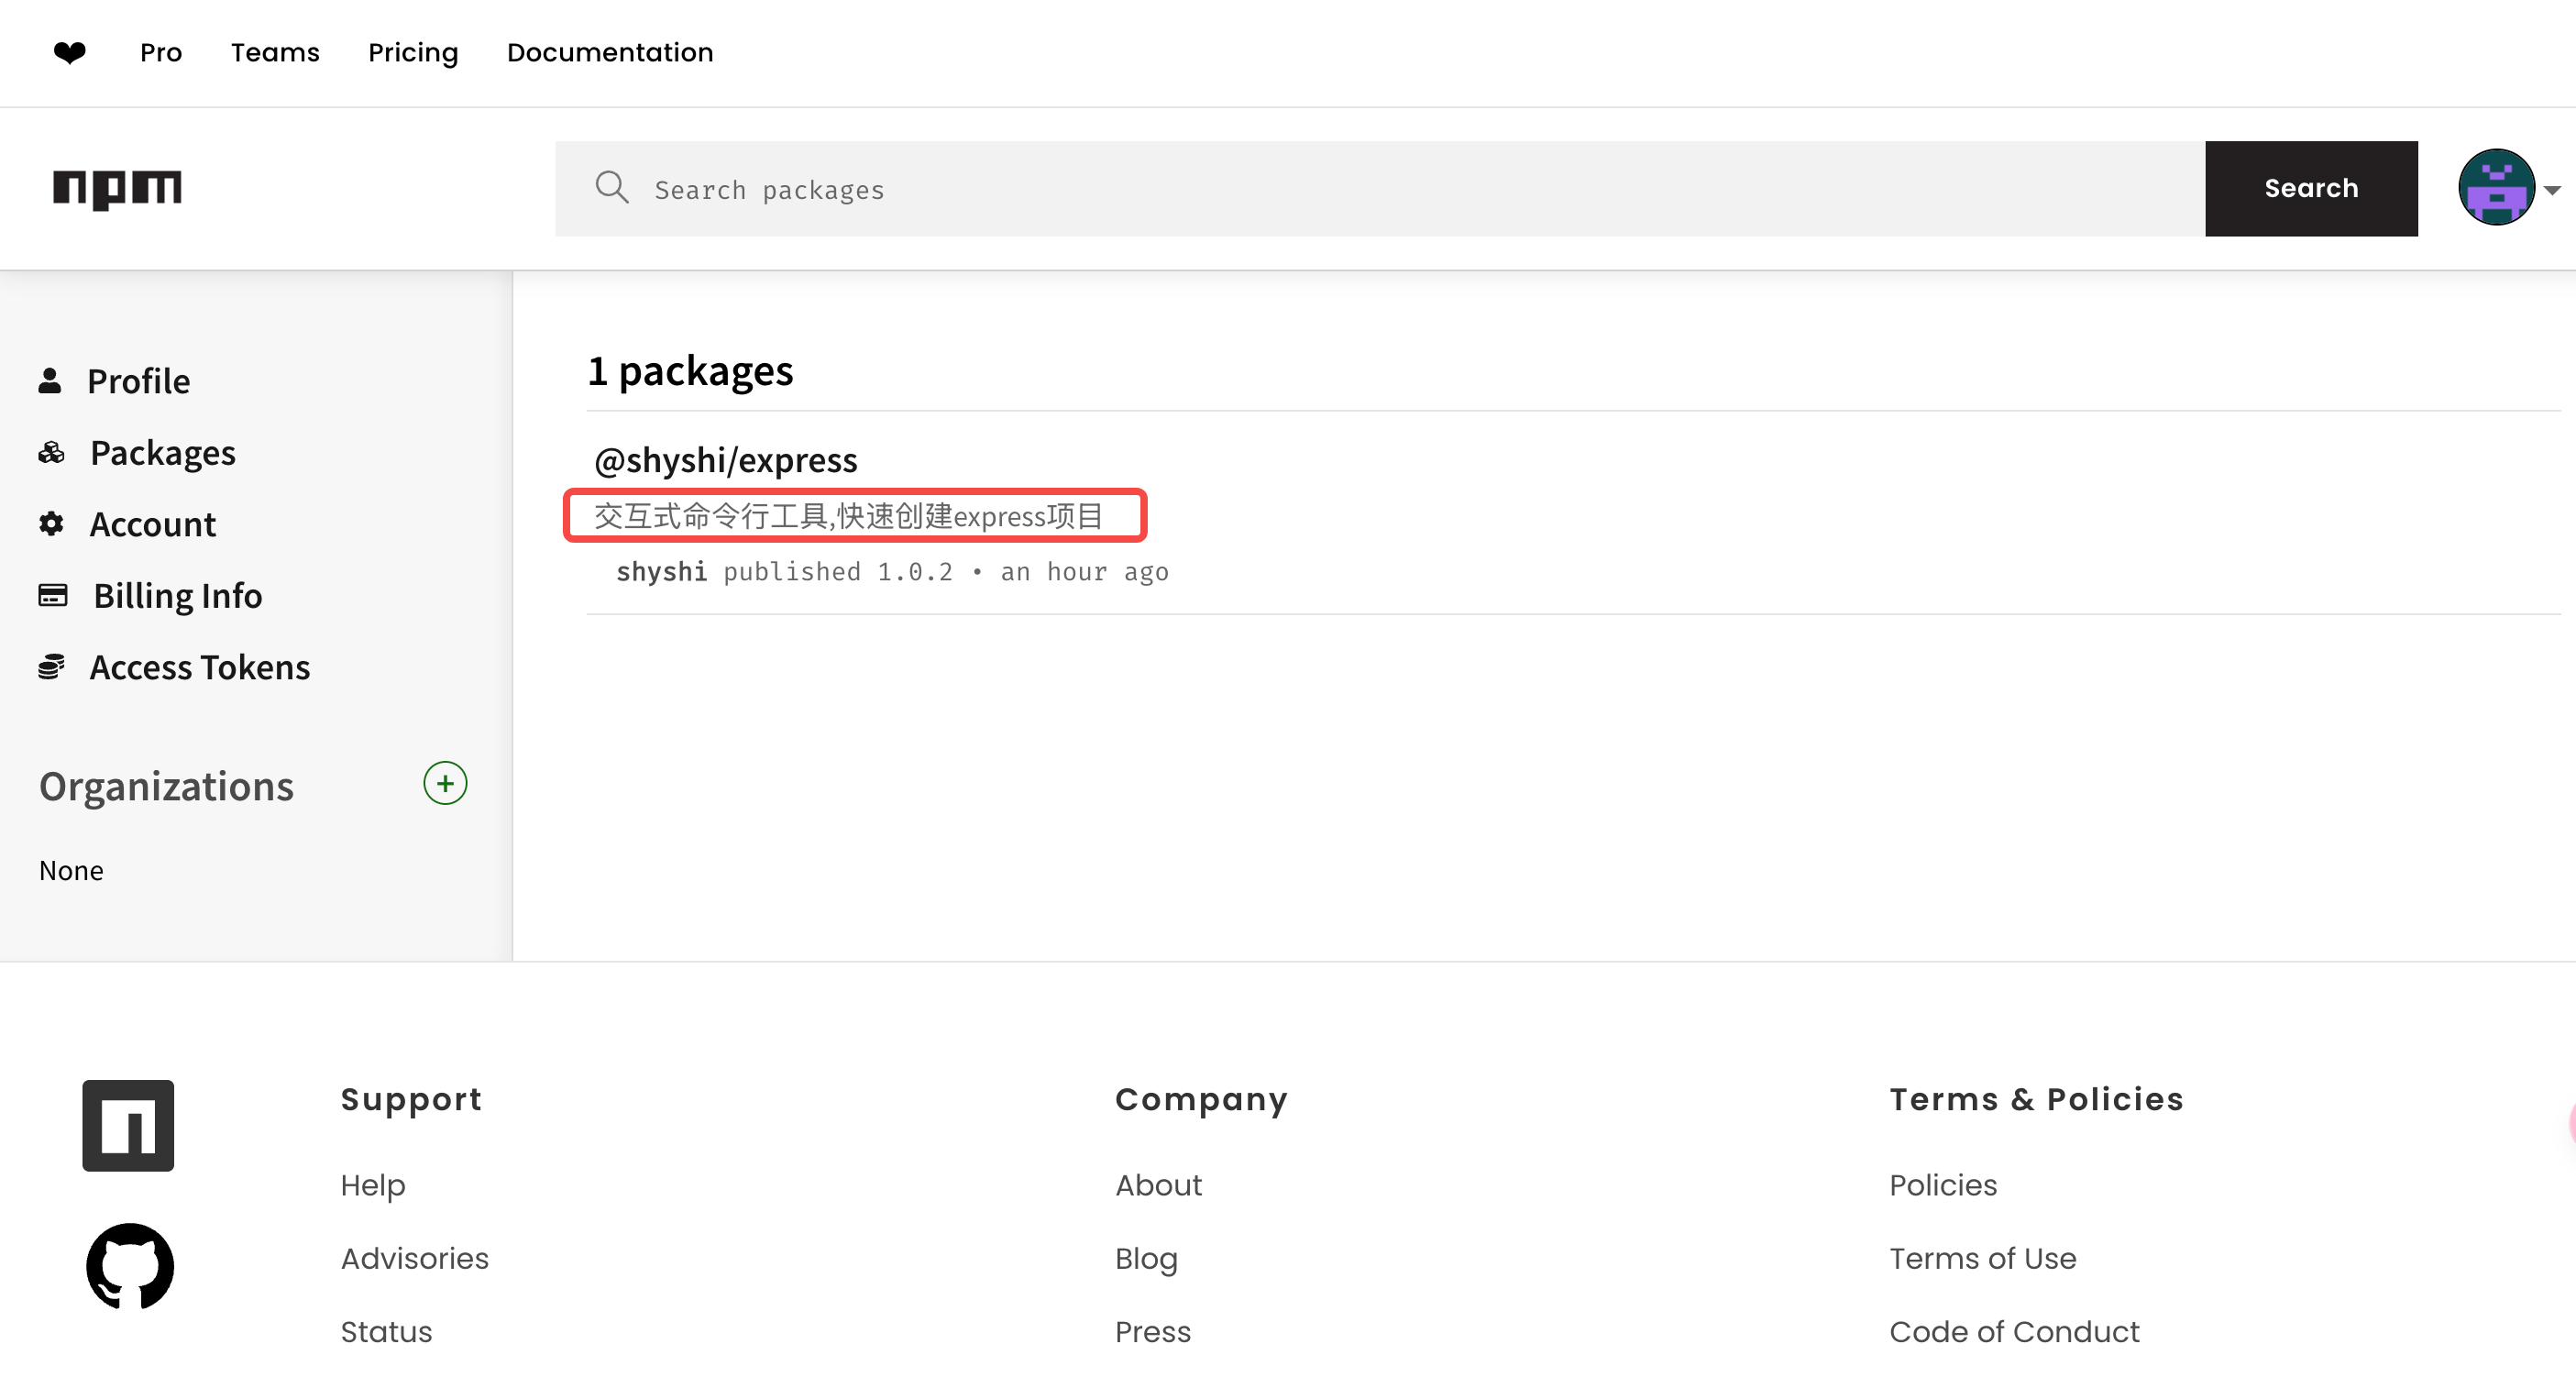 ❤ Pro Teams Pricing Documentation
npm Search packages Search
Profile
Packages
Account
Billing Info
Access Tokens
Organizations +
None
1 packages
@shyshi/express
交互式命令行工具,快速创建express项目
shyshi published 1.0.2 • an hour ago
Support
Help
Advisories
Status
Company
About
Blog
Press
Terms & Policies
Policies
Terms of Use
Code of Conduct